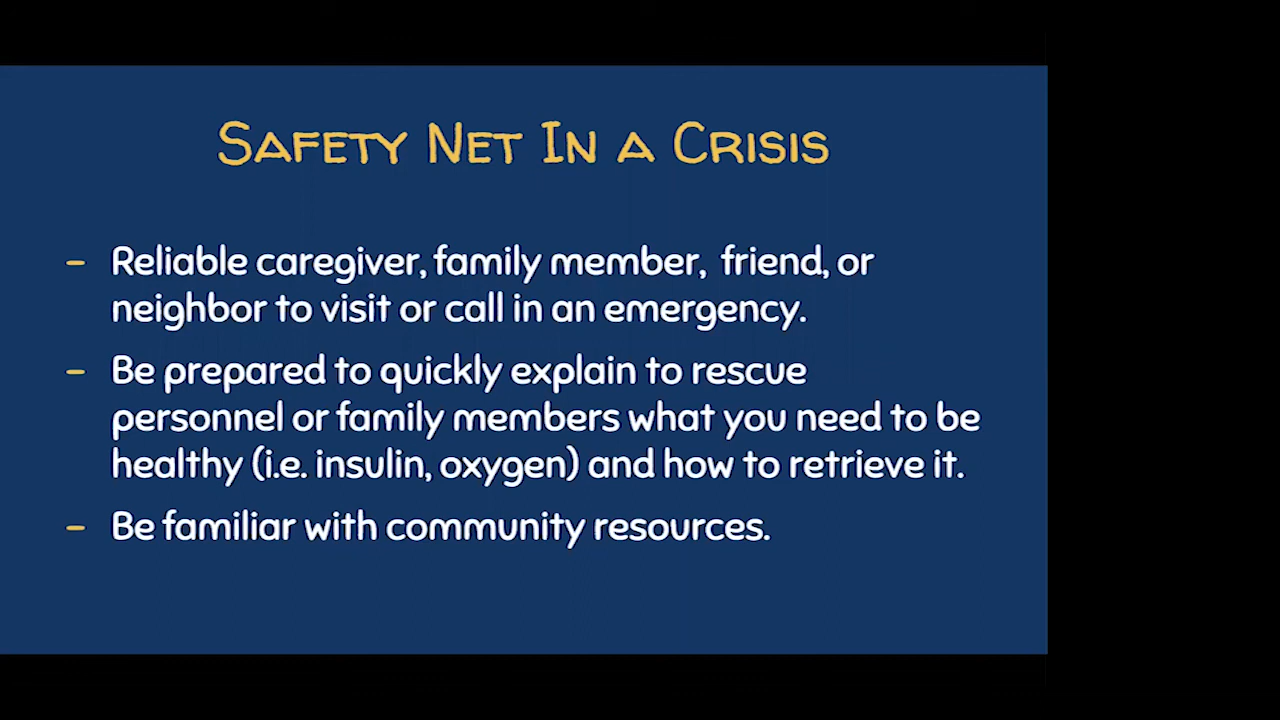 Safety Net In a Crisis
– Reliable caregiver, family member, friend, or
neighbor to visit or call in an emergency.
– Be prepared to quickly explain to rescue
personnel or family members what you need to be
healthy (i.e. insulin, oxygen) and how to retrieve it.
– Be familiar with community resources.